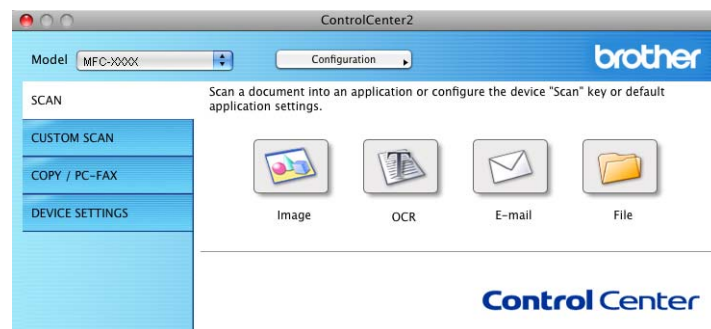 ControlCenter2
Model MFC-XXXX Configuration brother
SCAN
CUSTOM SCAN
COPY / PC-FAX
DEVICE SETTINGS
Scan a document into an application or configure the device "Scan" key or default
application settings.
Image OCR E-mail File
Control Center